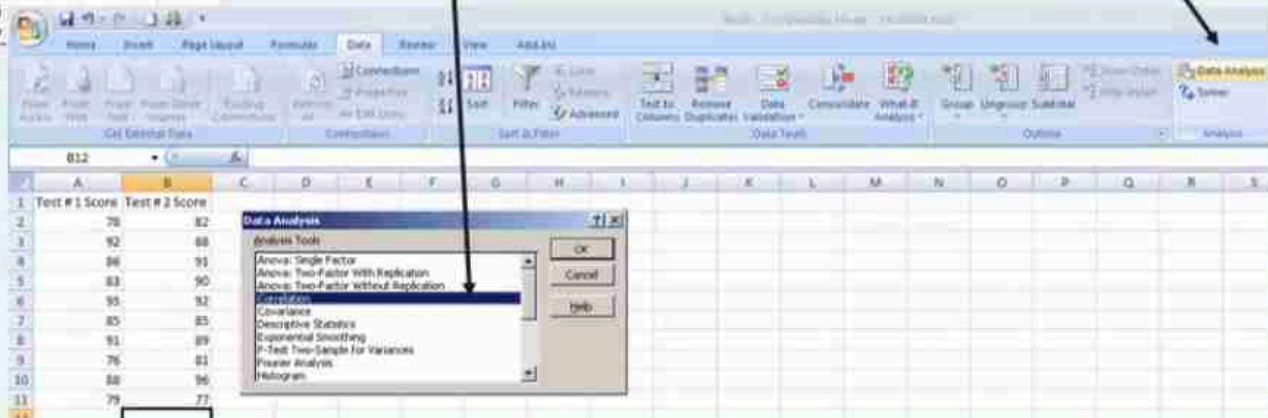 Home Insert Page Layout Formulas Data Review View Add-Ins
Connections
Properties
Edit Links
Sort
Filter
Advanced
Text to Columns
Remove Duplicates
Data Validation
Consolidate
What-If Analysis
Group
Ungroup
Subtotal
Data Analysis
Solver
Get External Data
Connections
Sort & Filter
Data Tools
Outline
Analysis
B12
A B C D E F G H I J K L M N O P Q R S
1 Test # 1 Score Test # 2 Score
2 78 82
3 92 88
4 86 91
5 83 90
6 95 92
7 85 85
8 91 89
9 76 81
10 88 96
11 79 77
Data Analysis
Analysis Tools
Anova: Single Factor
Anova: Two-Factor With Replication
Anova: Two-Factor Without Replication
Correlation
Covariance
Descriptive Statistics
Exponential Smoothing
F-Test Two-Sample for Variances
Fourier Analysis
Histogram
OK
Cancel
Help